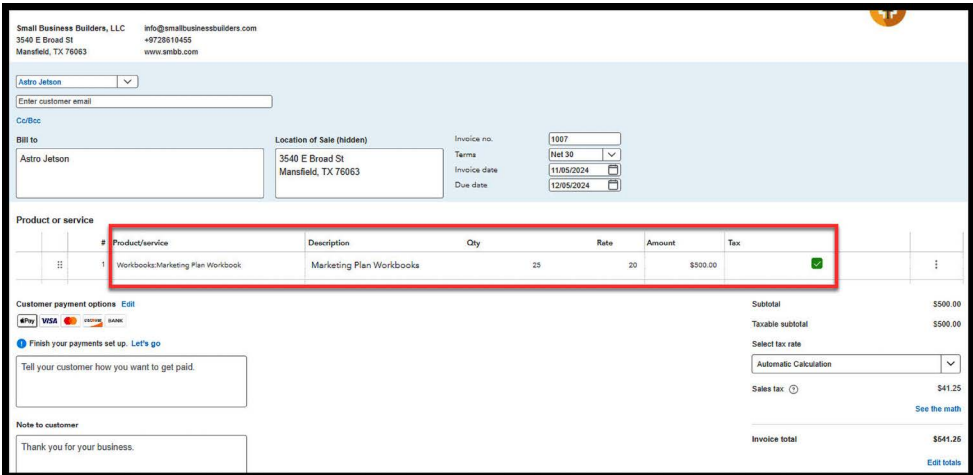 Small Business Builders, LLC info@smallbusinessbuilders.com
3540 E Broad St +9728610455
Mansfield, TX 76063 www.smbb.com
Astro Jetson
Enter customer email
Cc/Bcc
Bill to Location of Sale (hidden) Invoice no. 1007
Astro Jetson 3540 E Broad St Terms Net 30
Mansfield, TX 76063 Invoice date 11/05/2024
Due date 12/05/2024
Product or service
# Product/service Description Qty Rate Amount Tax
1 Workbooks:Marketing Plan Workbook Marketing Plan Workbooks 25 20 $500.00
Customer payment options Edit Subtotal $500.00
Pay VISA DISCOVER BANK Taxable subtotal $500.00
Finish your payments set up. Let's go Select tax rate
Tell your customer how you want to get paid. Automatic Calculation
Sales tax ? $41.25
See the math
Note to customer
Thank you for your business. Invoice total $541.25
Edit totals